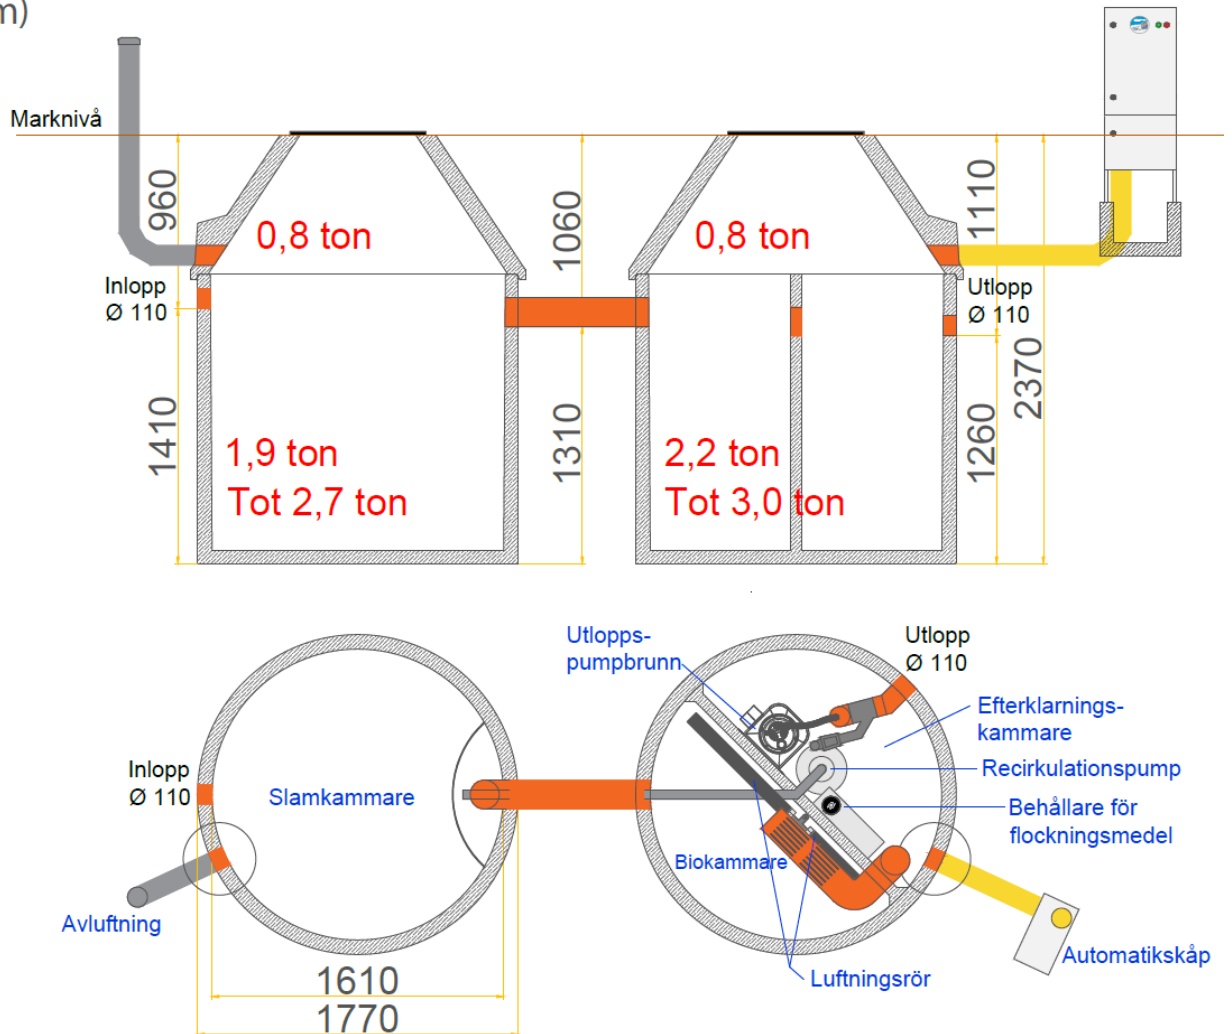 m)
Marknivå
960
0,8 ton
1060
0,8 ton
1110
Inlopp
Ø 110
Utlopp
Ø 110
2370
1410
1,9 ton
Tot 2,7 ton
1310
2,2 ton
Tot 3,0 ton
1260
Utlopps-
pumpbrunn
Utlopp
Ø 110
Efterklarnings-
kammare
Inlopp
Ø 110
Slamkammare
Recirkulationspump
Behållare för
flockningsmedel
Biokammare
Avluftning
Automatikskåp
Luftningsrör
1610
1770